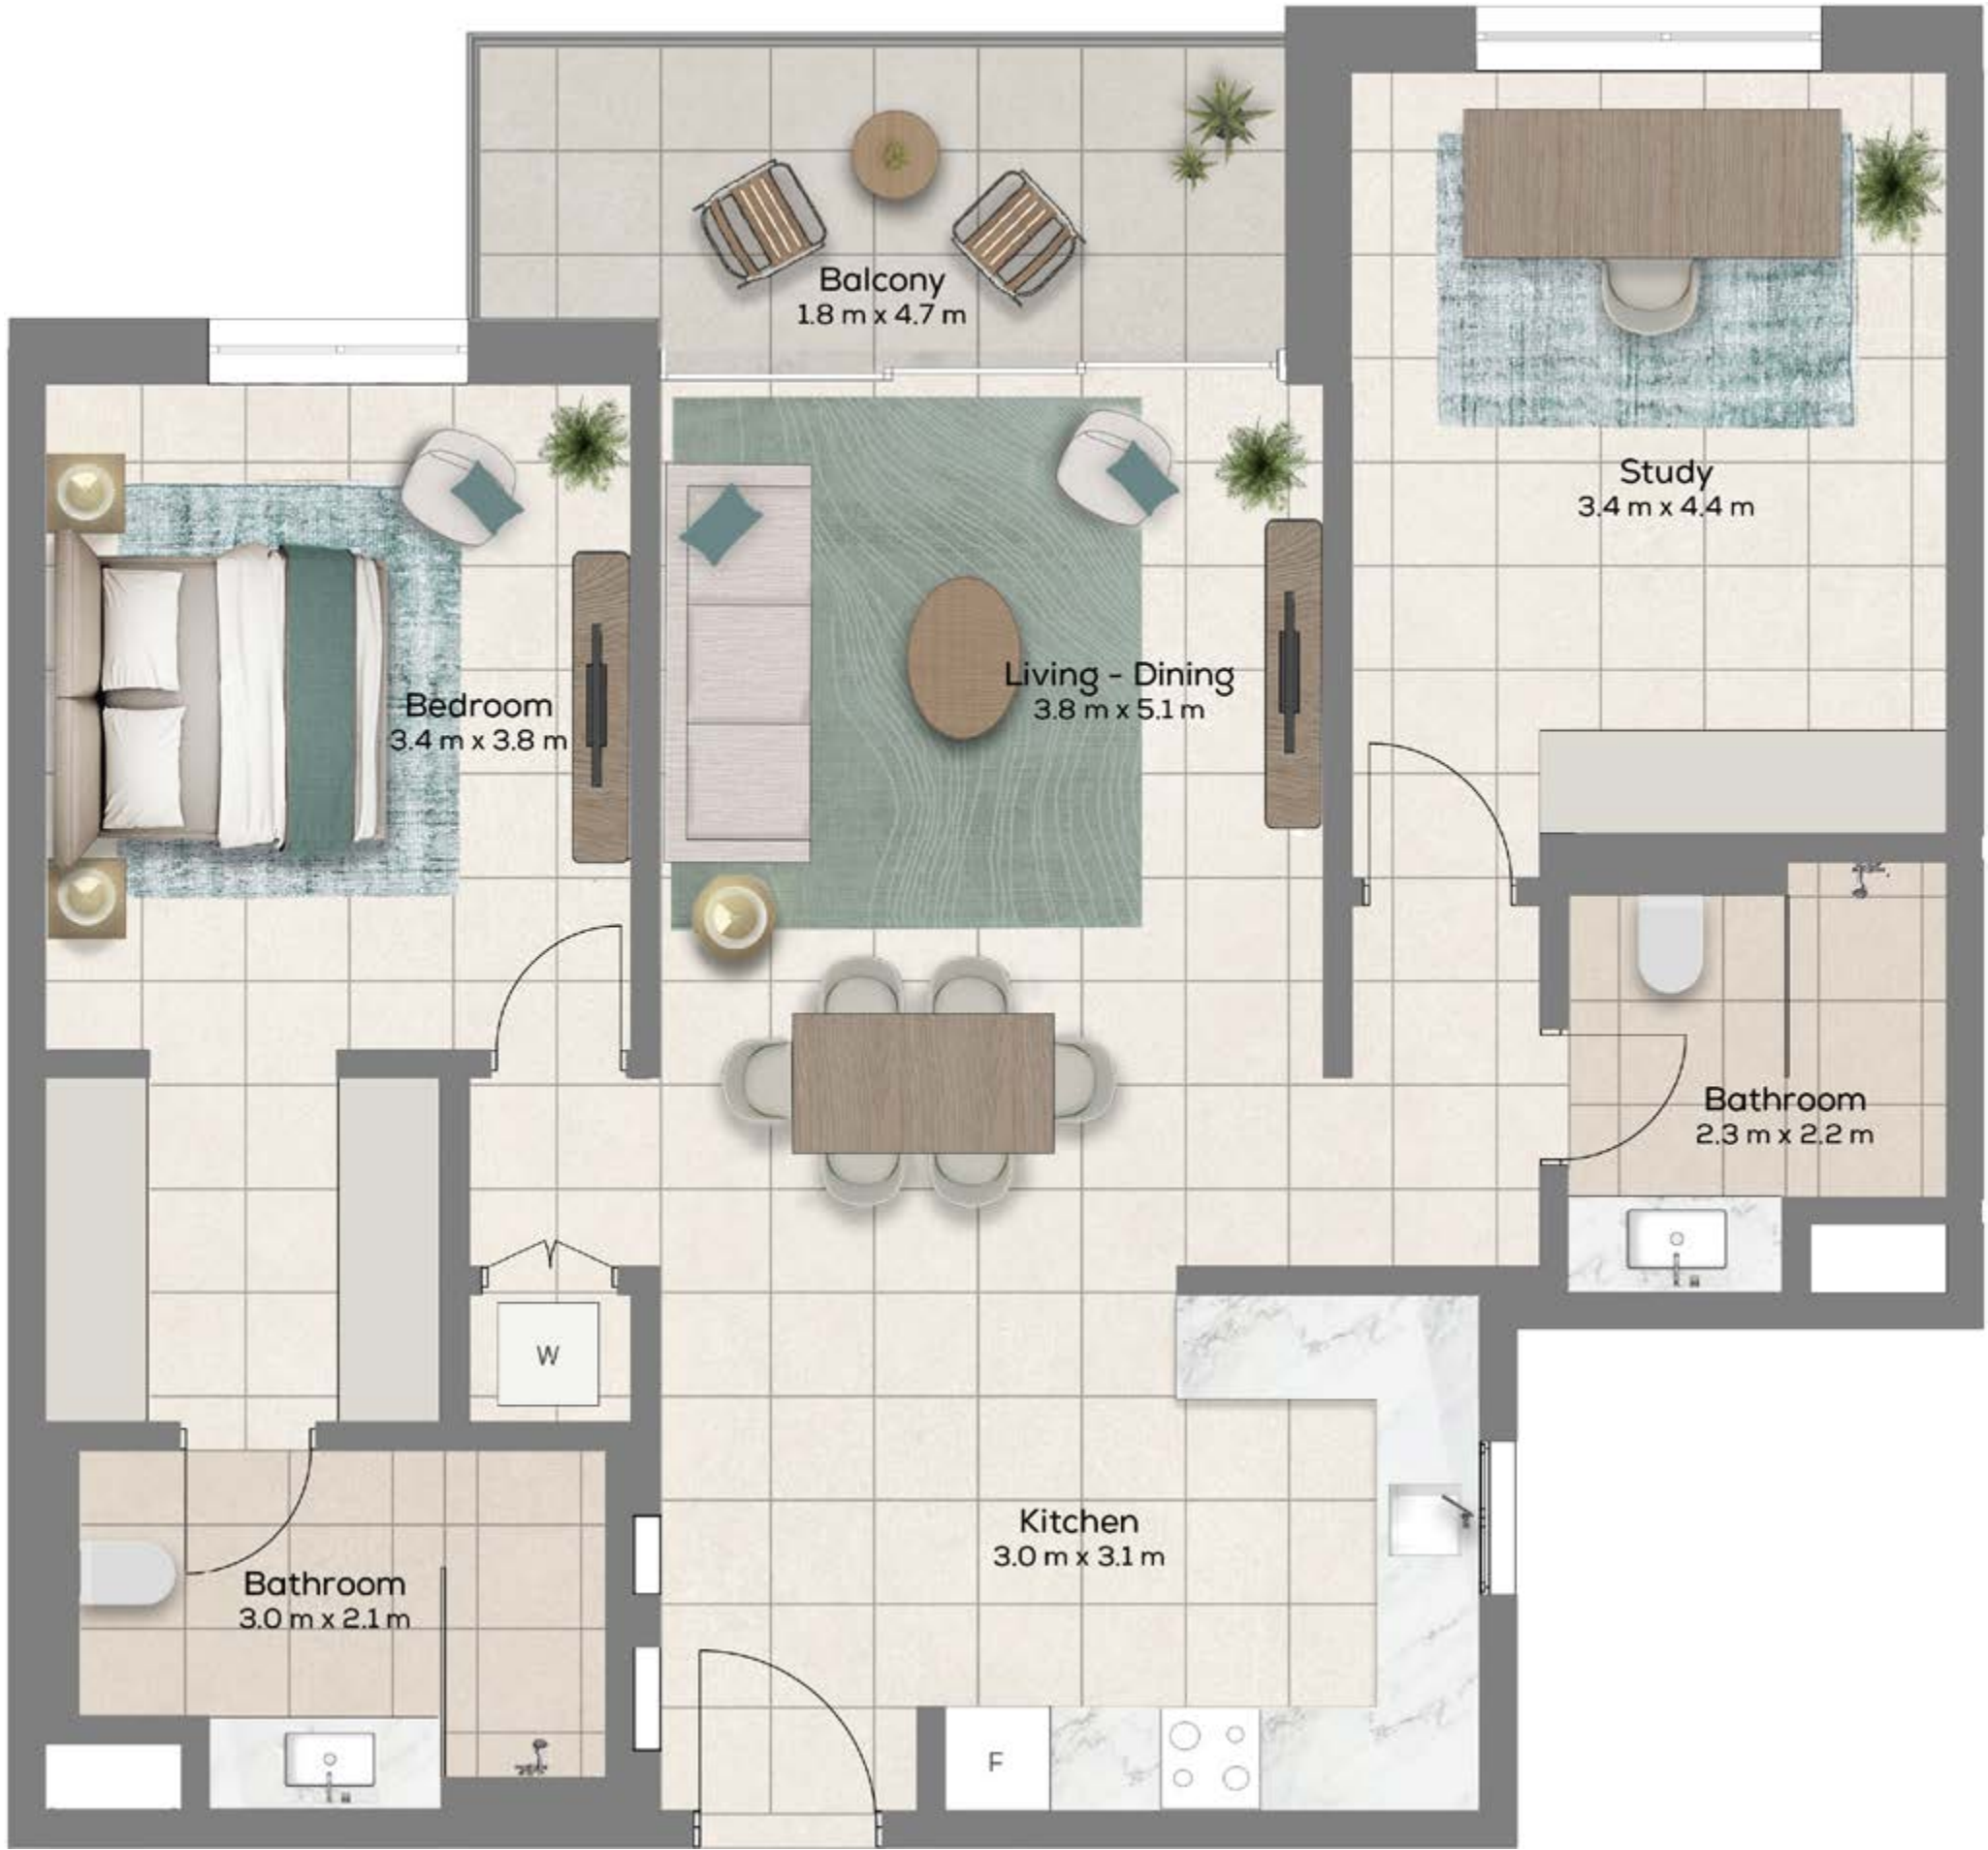 Balcony
1.8 m x 4.7 m
Study
3.4 m x 4.4 m
Living - Dining
3.8 m x 5.1 m
Bedroom
3.4 m x 3.8 m
Bathroom
2.3 m x 2.2 m
W
Kitchen
3.0 m x 3.1 m
Bathroom
3.0 m x 2.1 m
F